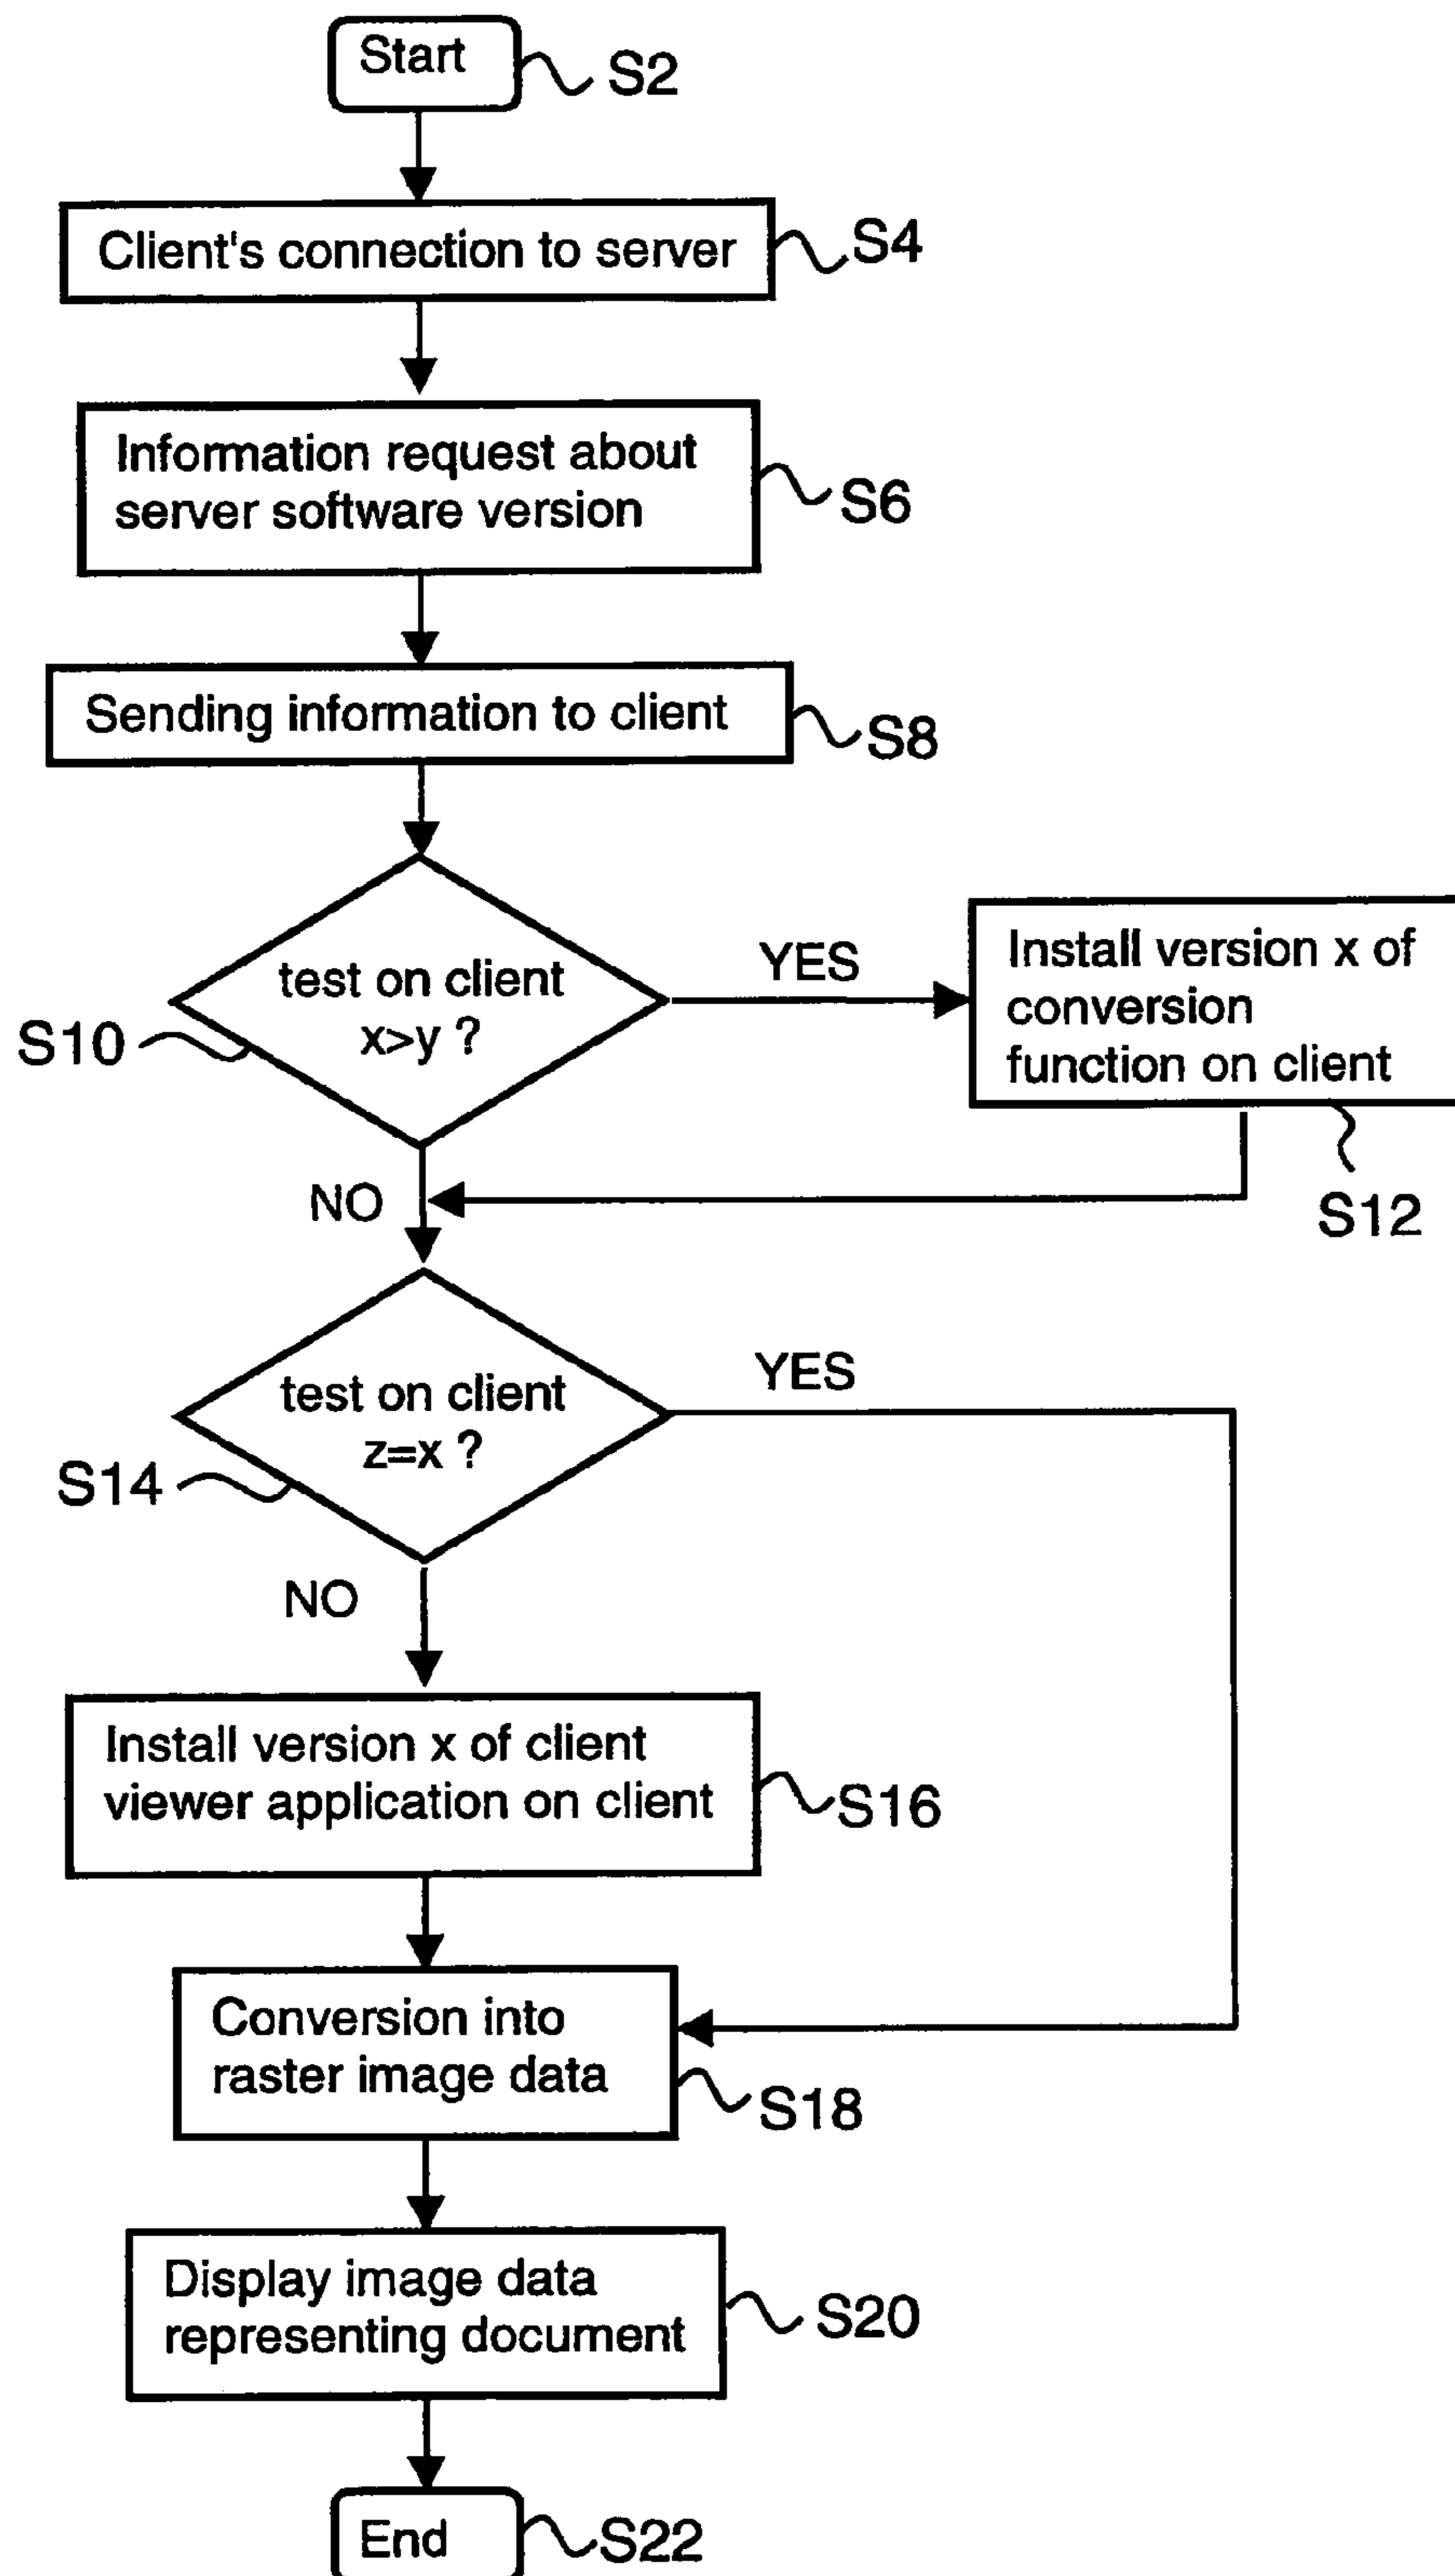 Start
S2
Client's connection to server
S4
Information request about
server software version
S6
Sending information to client
S8
test on client
x>y ?
S10
YES
Install version x of
conversion
function on client
S12
NO
test on client
z=x ?
S14
YES
NO
Install version x of client
viewer application on client
S16
Conversion into
raster image data
S18
Display image data
representing document
S20
End
S22